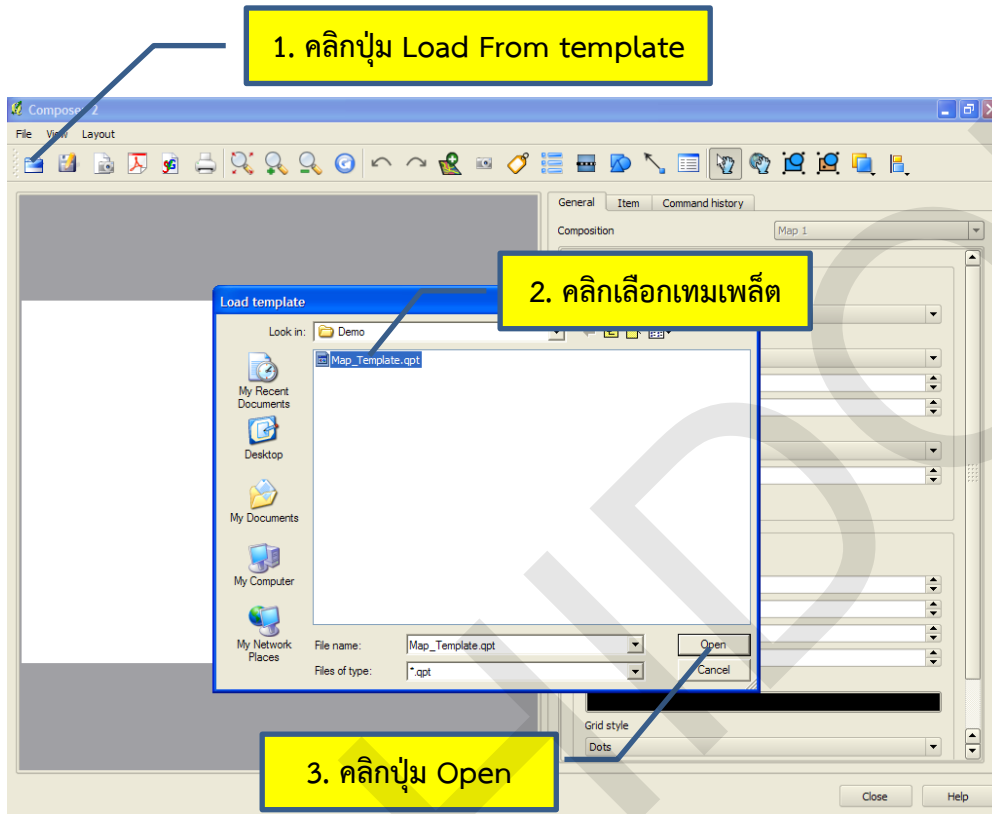 1. คลิกปุ่ม Load From template
Composer 2
File View Layout
General Item Command history
Composition Map 1
2. คลิกเลือกเทมเพล็ต
Load template
Look in: Demo
Map_Template.qpt
My Recent
Documents
Desktop
My Documents
My Computer
My Network
Places
File name: Map_Template.qpt Open
Files of type: *.qpt Cancel
Grid style
Dots
3. คลิกปุ่ม Open
Close Help